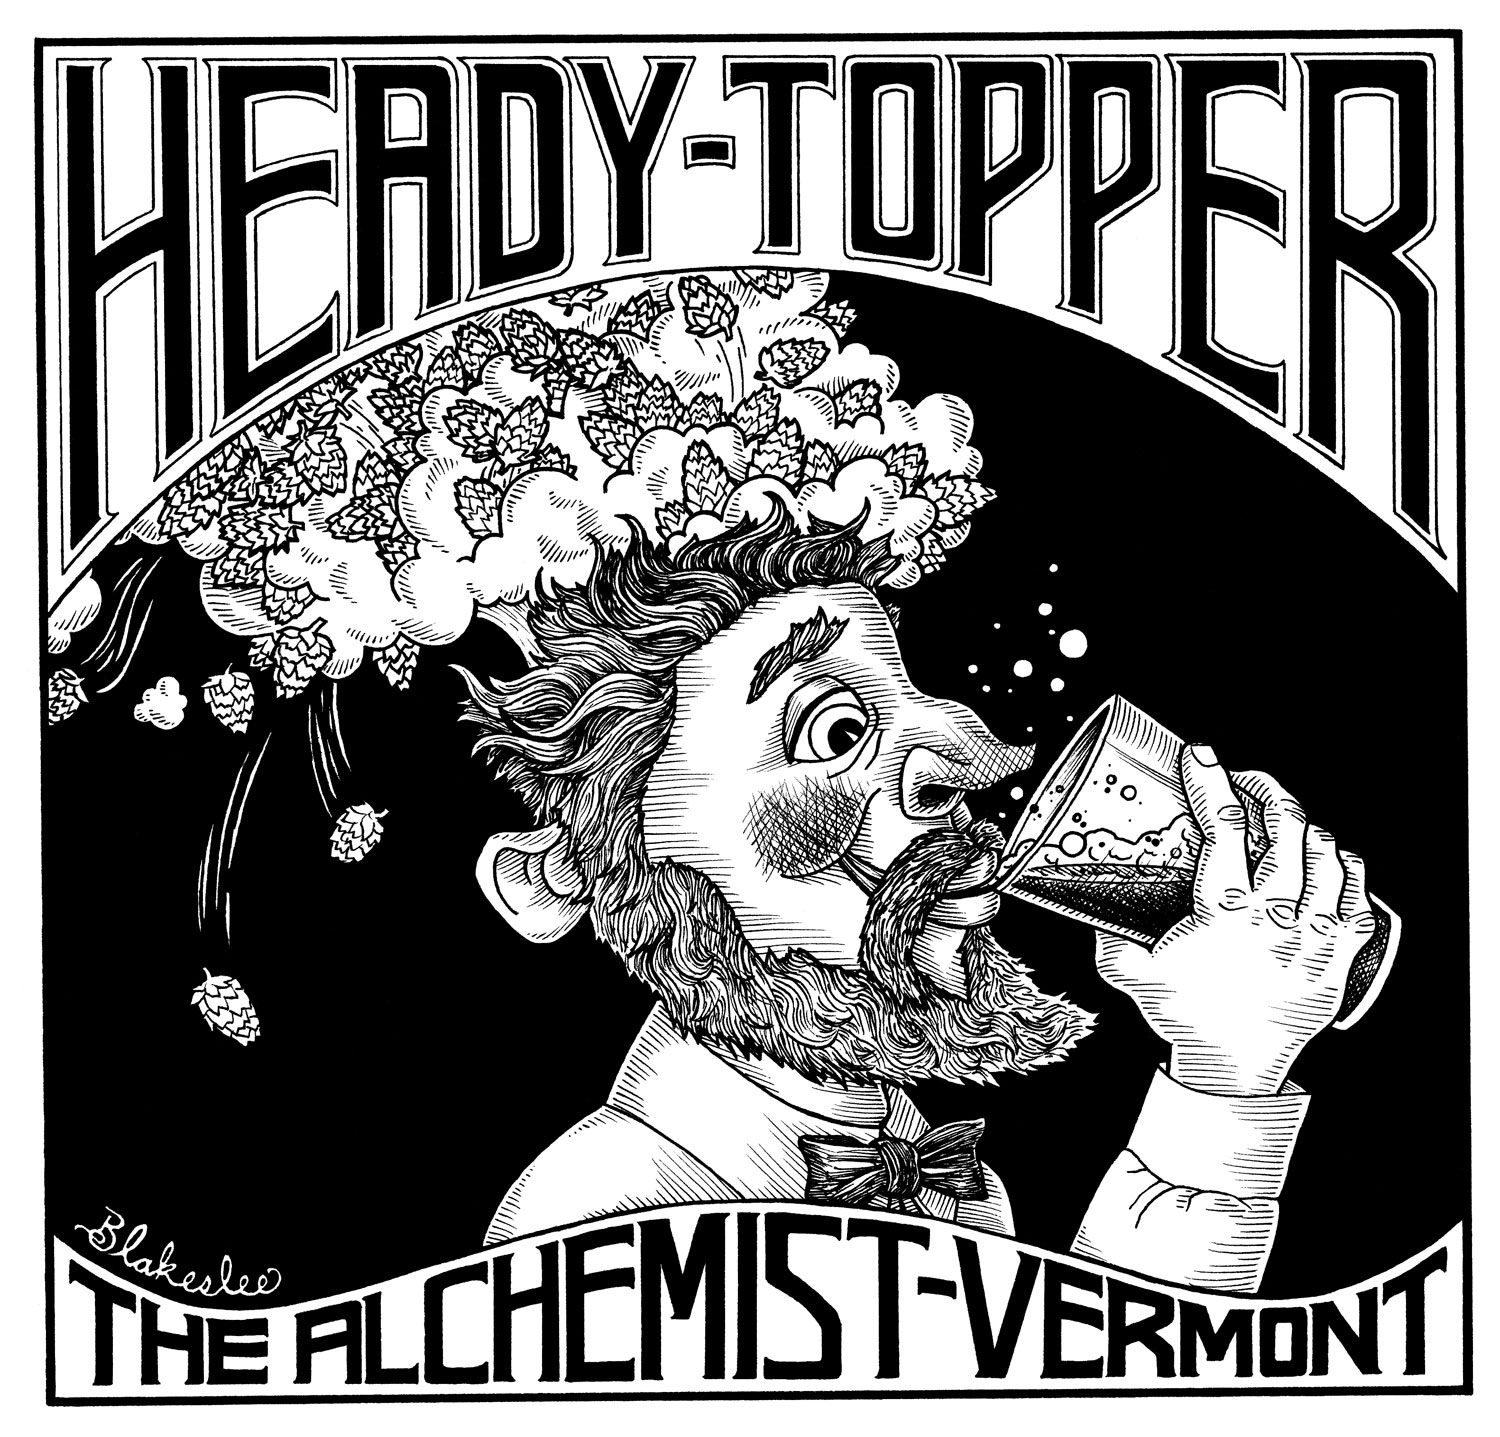 HEADY-TOPPER
Blakeslee
THE ALCHEMIST-VERMONT